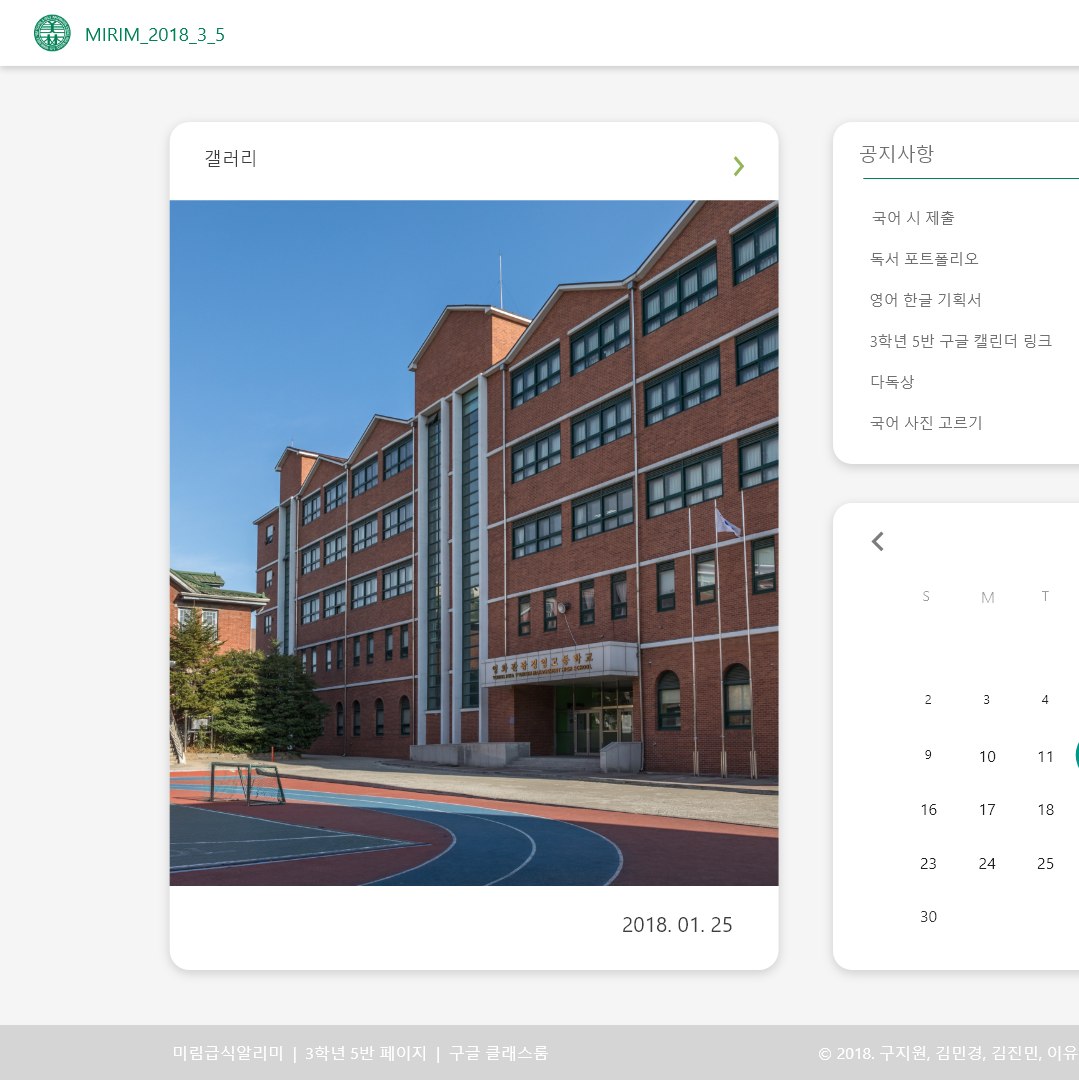 MIRIM_2018_3_5
갤러리
2018. 01. 25
공지사항
국어 시 제출
독서 포트폴리오
영어 한글 기획서
3학년 5반 구글 캘린더 링크
다독상
국어 사진 고르기
S M T
2 3 4
9 10 11
16 17 18
23 24 25
30
미림급식알리미 | 3학년 5반 페이지 | 구글 클래스룸
© 2018. 구지원, 김민경, 김진민, 이유